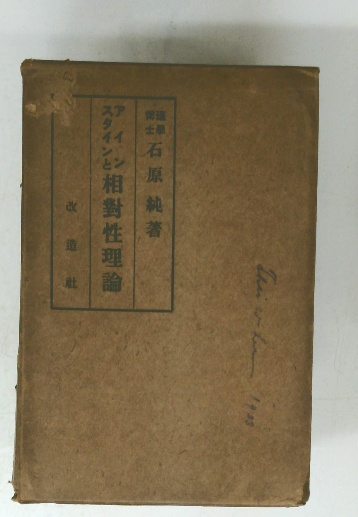 理學博士 石原純著
アインスタインと相對性理論
改造社